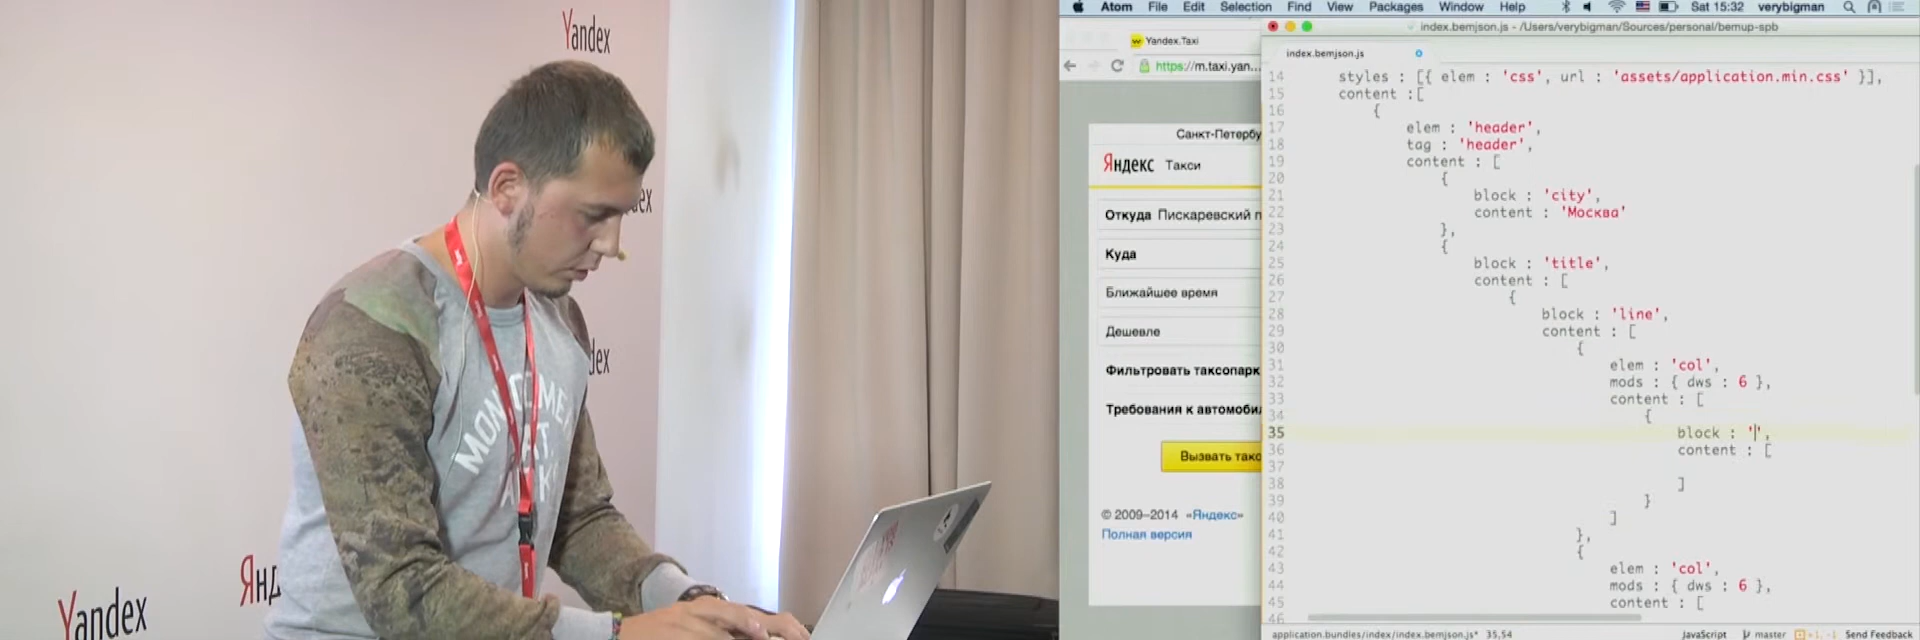 Yandex
Yandex
Янд
MON COME
GET
Atom File Edit Selection Find View Packages Window Help Sat 15:32 verybigman
index.bemjson.js - /Users/verybigman/Sources/personal/bemup-spb
Yandex.Taxi
https://m.taxi.yan...
Санкт-Петербу
Яндекс Такси
Откуда Пискаревский п
Куда
Ближайшее время
Дешевле
Фильтровать таксопарк
Требования к автомобил
Вызвать такс
© 2009–2014 «Яндекс»
Полная версия
index.bemjson.js
14 styles : [{ elem : 'css', url : 'assets/application.min.css' }],
15 content :[
16 {
17 elem : 'header',
18 tag : 'header',
19 content : [
20 {
21 block : 'city',
22 content : 'Москва'
23 },
24 {
25 block : 'title',
26 content : [
27 {
28 block : 'line',
29 content : [
30 {
31 elem : 'col',
32 mods : { dws : 6 },
33 content : [
34 {
35 block : '',
36 content : [
37
38 ]
39 }
40 ]
41 },
42 {
43 elem : 'col',
44 mods : { dws : 6 },
45 content : [
46
application.bundles/index/index.bemjson.js* 35,54 JavaScript master +1, -1 Send Feedback